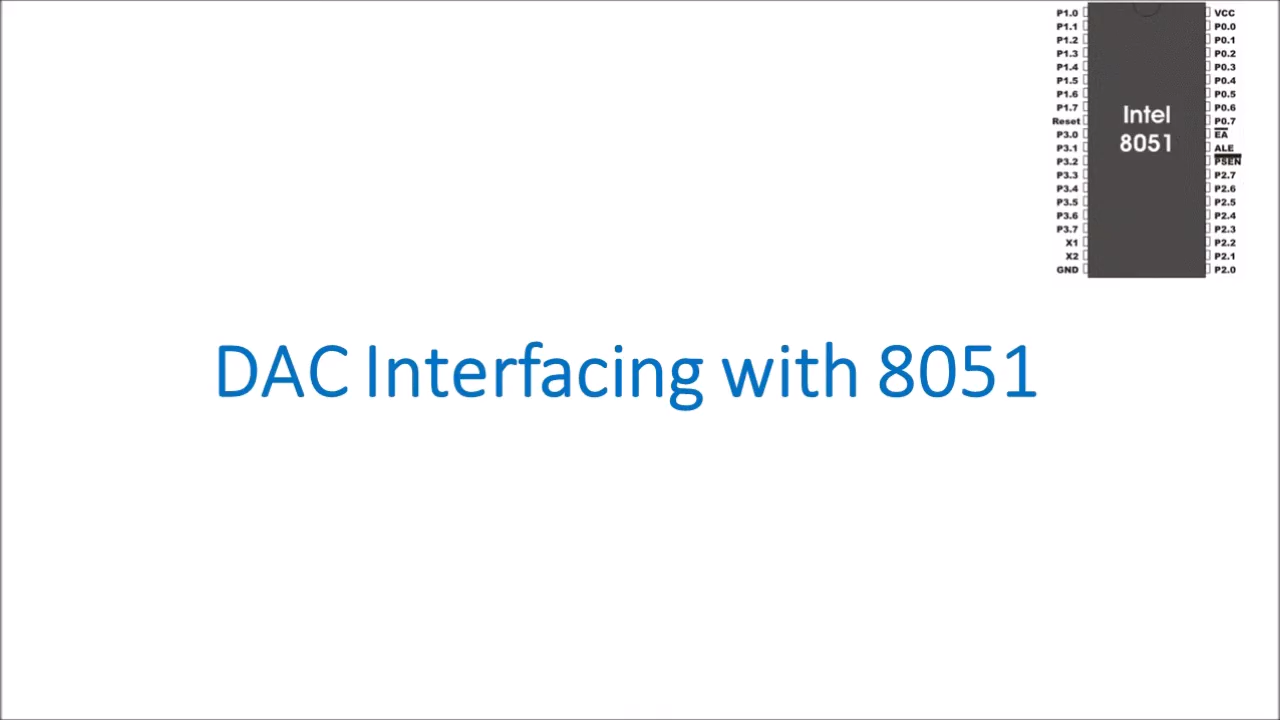 P1.0
P1.1
P1.2
P1.3
P1.4
P1.5
P1.6
P1.7
Reset
P3.0
P3.1
P3.2
P3.3
P3.4
P3.5
P3.6
P3.7
X1
X2
GND
Intel
8051
VCC
P0.0
P0.1
P0.2
P0.3
P0.4
P0.5
P0.6
P0.7
EA
ALE
PSEN
P2.7
P2.6
P2.5
P2.4
P2.3
P2.2
P2.1
P2.0
DAC Interfacing with 8051